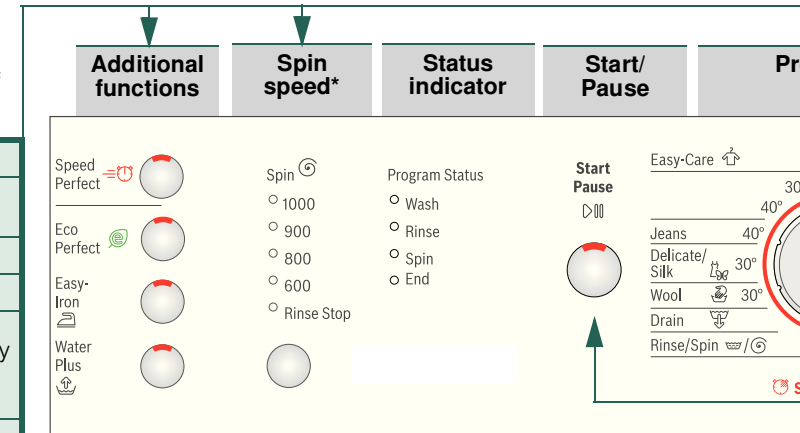 Additional
functions
Spin
speed*
Status
indicator
Start/
Pause
Pr
Speed
Perfect
Eco
Perfect
Easy-
Iron
Water
Plus
Spin
1000
900
800
600
Rinse Stop
Program Status
Wash
Rinse
Spin
End
Start
Pause
Easy-Care
30
40°
Jeans 40°
Delicate/
Silk 30°
Wool 30°
Drain
Rinse/Spin /
S
y